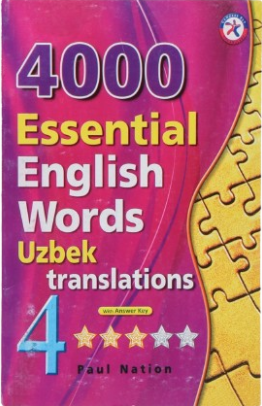 4000
Essential
English
Words
Uzbek
translations
with Answer Key
4
Paul Nation